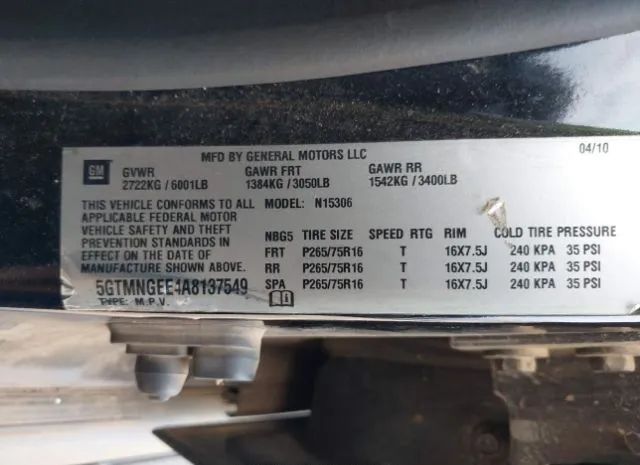 MFD BY GENERAL MOTORS LLC 04/10
GM GVWR GAWR FRT GAWR RR
2722KG / 6001LB 1384KG / 3050LB 1542KG / 3400LB
THIS VEHICLE CONFORMS TO ALL MODEL: N15306
APPLICABLE FEDERAL MOTOR
VEHICLE SAFETY AND THEFT
PREVENTION STANDARDS IN
EFFECT ON THE DATE OF
MANUFACTURE SHOWN ABOVE.
5GTMNGEE4A8137549
TYPE: M.P.V.
NBG5 TIRE SIZE SPEED RTG RIM COLD TIRE PRESSURE
FRT P265/75R16 T 16X7.5J 240 KPA 35 PSI
RR P265/75R16 T 16X7.5J 240 KPA 35 PSI
SPA P265/75R16 T 16X7.5J 240 KPA 35 PSI